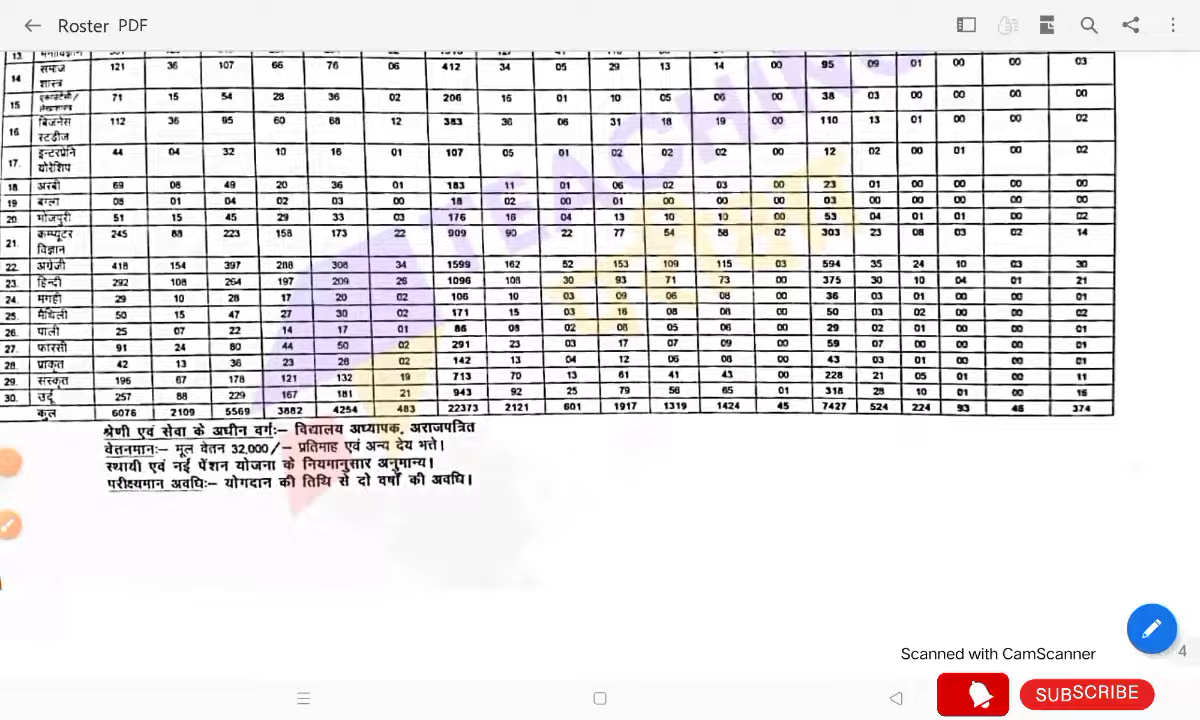 Roster PDF
14 समाज शास्त्र 121 36 107 66 76 06 412 34 05 29 13 14 00 95 09 01 00 00 03
15 71 15 54 28 36 02 206 16 01 10 05 06 00 38 03 00 00 00 00
16 बिजनेस स्टडीज 112 36 95 60 68 12 383 36 06 31 18 19 00 110 13 01 00 00 02
17. इन्टरप्रेनि योरेशिप 44 04 32 10 16 01 107 05 01 02 02 02 00 12 02 00 01 00 02
18 अरबी 69 08 49 20 36 01 183 11 01 06 02 03 00 23 01 00 00 00 00
19 बंग्ला 08 01 04 02 03 00 18 02 00 01 00 00 00 03 00 00 00 00 00
20. भोजपुरी 51 15 45 29 33 03 176 16 04 13 10 10 00 53 04 01 01 00 02
21. कम्प्यूटर विज्ञान 245 88 223 158 173 22 909 90 22 77 54 58 02 303 23 08 03 02 14
22. अंग्रेजी 418 154 397 288 308 34 1599 162 52 153 109 115 03 594 35 24 10 03 30
23. हिन्दी 292 108 264 197 209 26 1096 108 30 93 71 73 00 375 30 10 04 01 21
24. मगही 29 10 28 17 20 02 106 10 03 09 06 08 00 36 03 01 00 00 01
25. मैथिली 50 15 47 27 30 02 171 15 03 16 08 08 00 50 03 02 00 00 02
26. पाली 25 07 22 14 17 01 86 08 02 08 05 06 00 29 02 01 00 00 01
27. फारसी 91 24 80 44 50 02 291 23 03 17 07 09 00 59 07 00 00 00 01
28. प्राकृत 42 13 36 23 28 02 142 13 04 12 06 08 00 43 03 01 00 00 01
29. संस्कृत 196 67 178 121 132 19 713 70 13 61 41 43 00 228 21 05 01 00 11
30. उर्दू 257 88 229 167 181 21 943 92 25 79 56 65 01 318 28 10 01 00 16
कुल 6076 2109 5569 3882 4254 483 22373 2121 601 1917 1319 1424 45 7427 524 224 93 46 374
श्रेणी एवं सेवा के अधीन वर्गः– विद्यालय अध्यापक, अराजपत्रित
वेतनमानः– मूल वेतन 32,000/– प्रतिमाह एवं अन्य देय भत्ते।
स्थायी एवं नई पेंशन योजना के नियमानुसार अनुमान्य।
परीक्ष्यमान अवधिः– योगदान की तिथि से दो वर्षों की अवधि।
TEACHING
4
Scanned with CamScanner
SUBSCRIBE